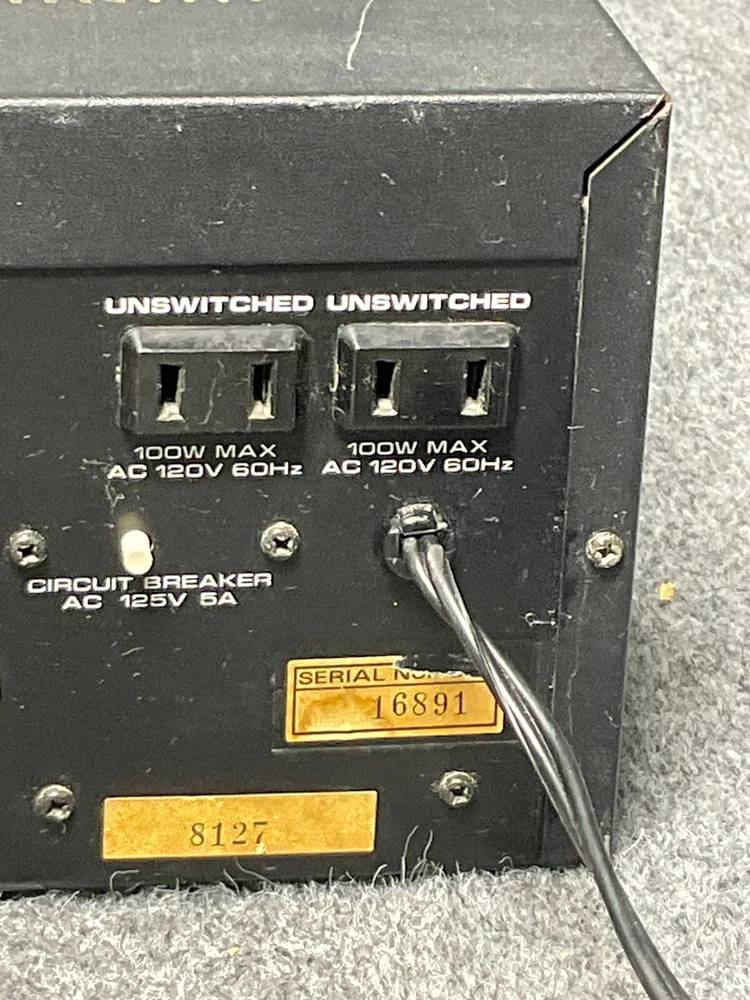 UNSWITCHED UNSWITCHED
100W MAX 100W MAX
AC 120V 60Hz AC 120V 60Hz
CIRCUIT BREAKER
AC 125V 5A
SERIAL
16891
8127